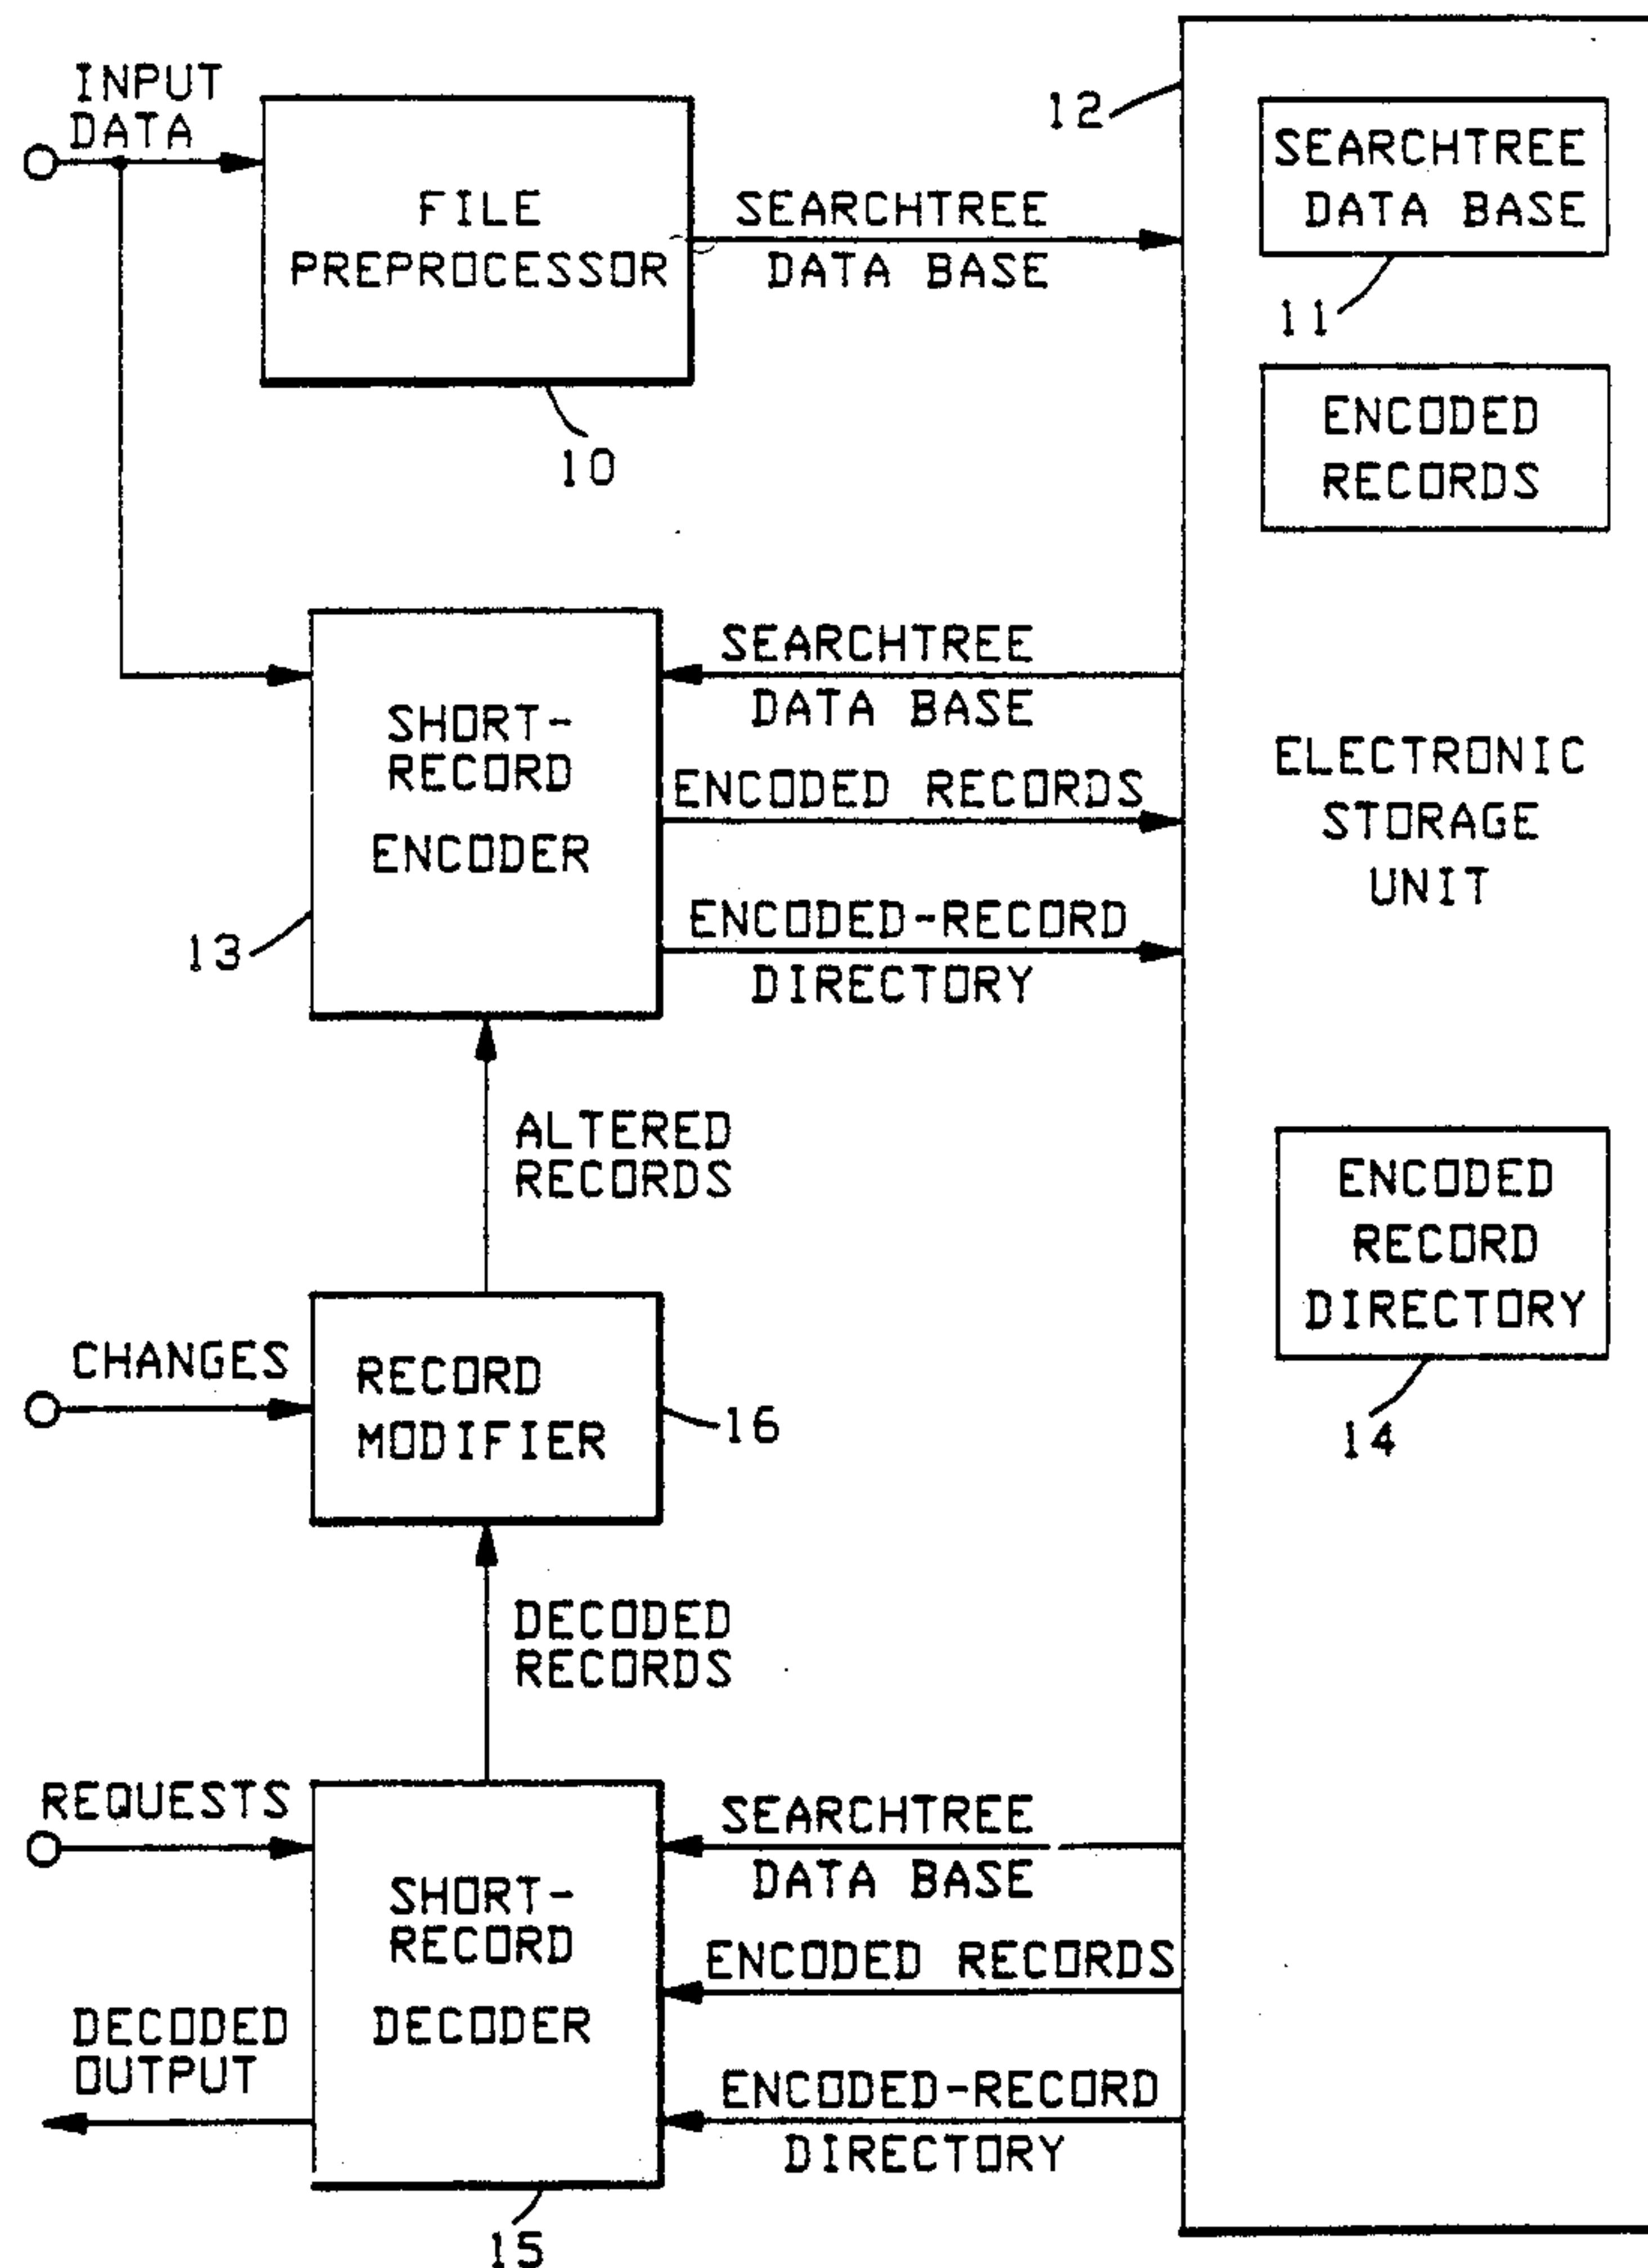 INPUT
DATA
FILE
PREPROCESSOR
10
SEARCHTREE
DATA BASE
12
SEARCHTREE
DATA BASE
11
ENCODED
RECORDS
SHORT-
RECORD
ENCODER
13
SEARCHTREE
DATA BASE
ENCODED RECORDS
ENCODED-RECORD
DIRECTORY
ELECTRONIC
STORAGE
UNIT
ALTERED
RECORDS
ENCODED
RECORD
DIRECTORY
14
CHANGES
RECORD
MODIFIER
16
DECODED
RECORDS
REQUESTS
SHORT-
RECORD
DECODER
15
SEARCHTREE
DATA BASE
ENCODED RECORDS
ENCODED-RECORD
DIRECTORY
DECODED
OUTPUT